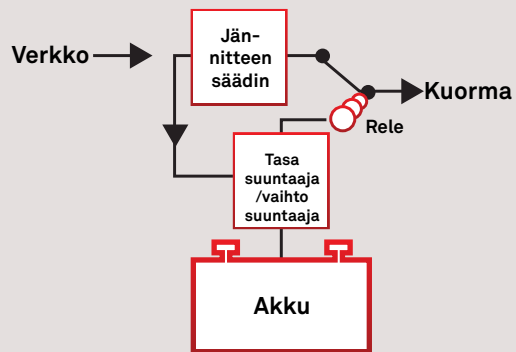 Verkko
Jän-
nitteen
säädin
Kuorma
Rele
Tasa
suuntaaja
/vaihto
suuntaaja
Akku